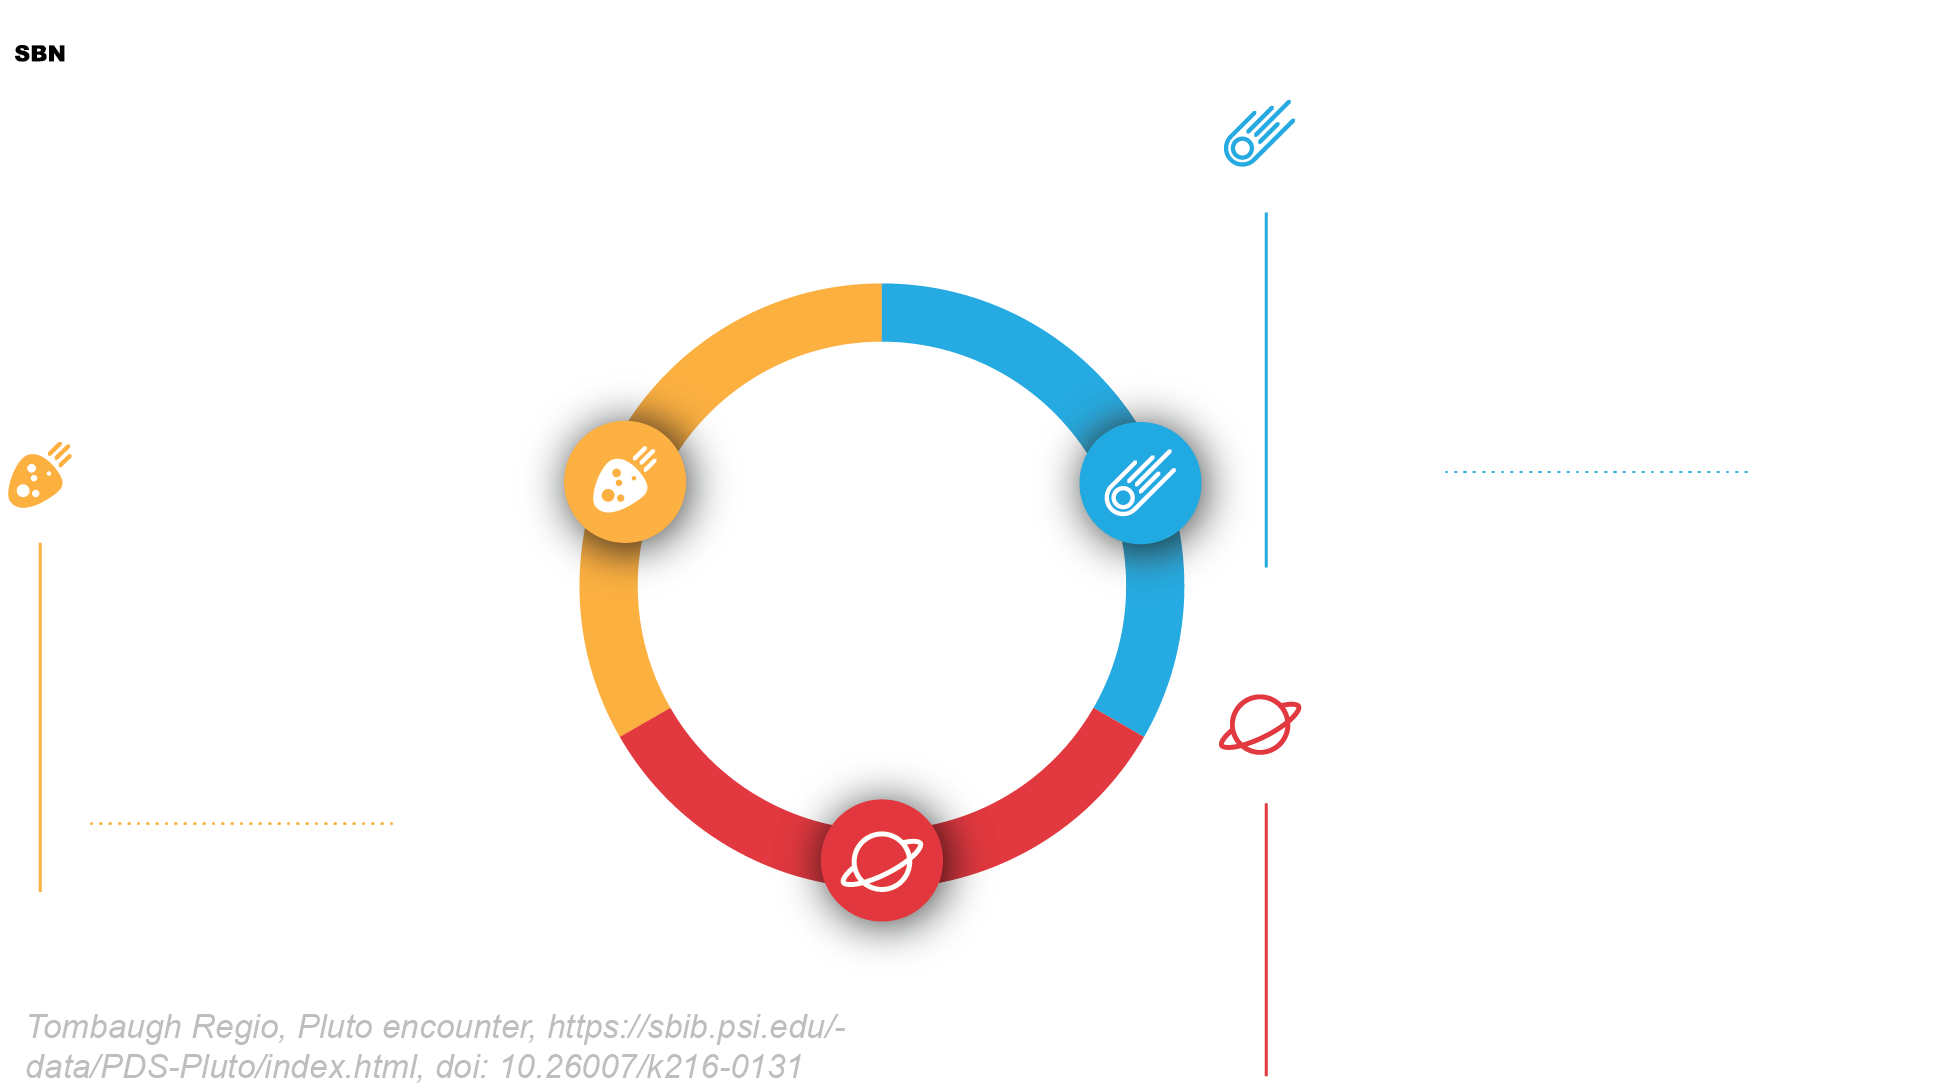 SBN
Tombaugh Regio, Pluto encounter, https://sbib.psi.edu/-
data/PDS-Pluto/index.html, doi: 10.26007/k216-0131